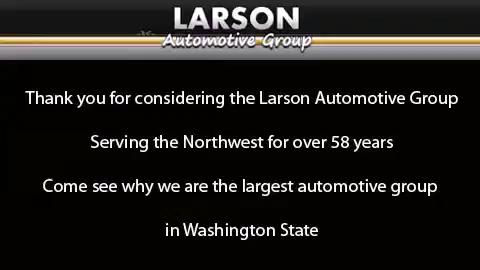 LARSON
Automotive Group
Thank you for considering the Larson Automotive Group
Serving the Northwest for over 58 years
Come see why we are the largest automotive group
in Washington State